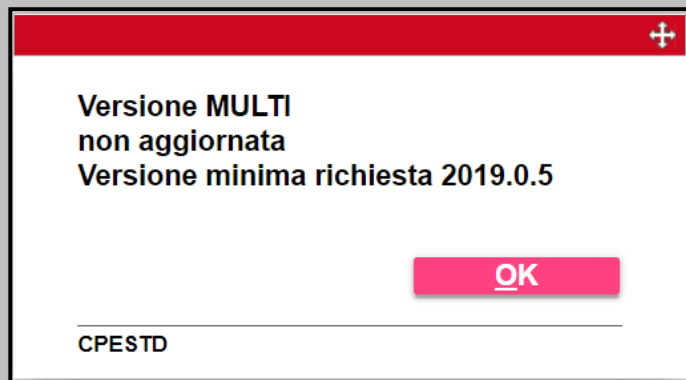 Versione MULTI
non aggiornata
Versione minima richiesta 2019.0.5
OK
CPESTD